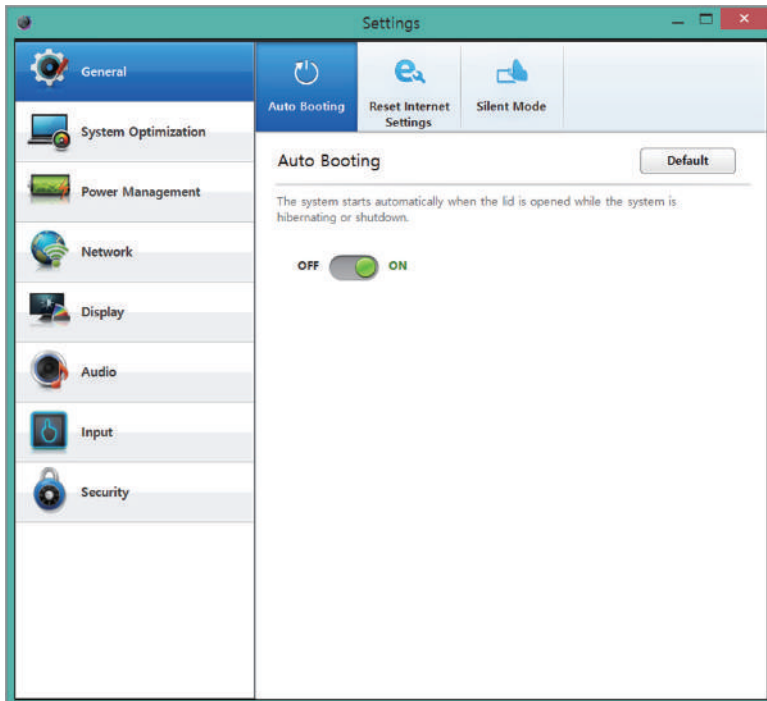 Settings
General
System Optimization
Power Management
Network
Display
Audio
Input
Security
Auto Booting
Reset Internet
Settings
Silent Mode
Auto Booting
Default
The system starts automatically when the lid is opened while the system is
hibernating or shutdown.
OFF ON